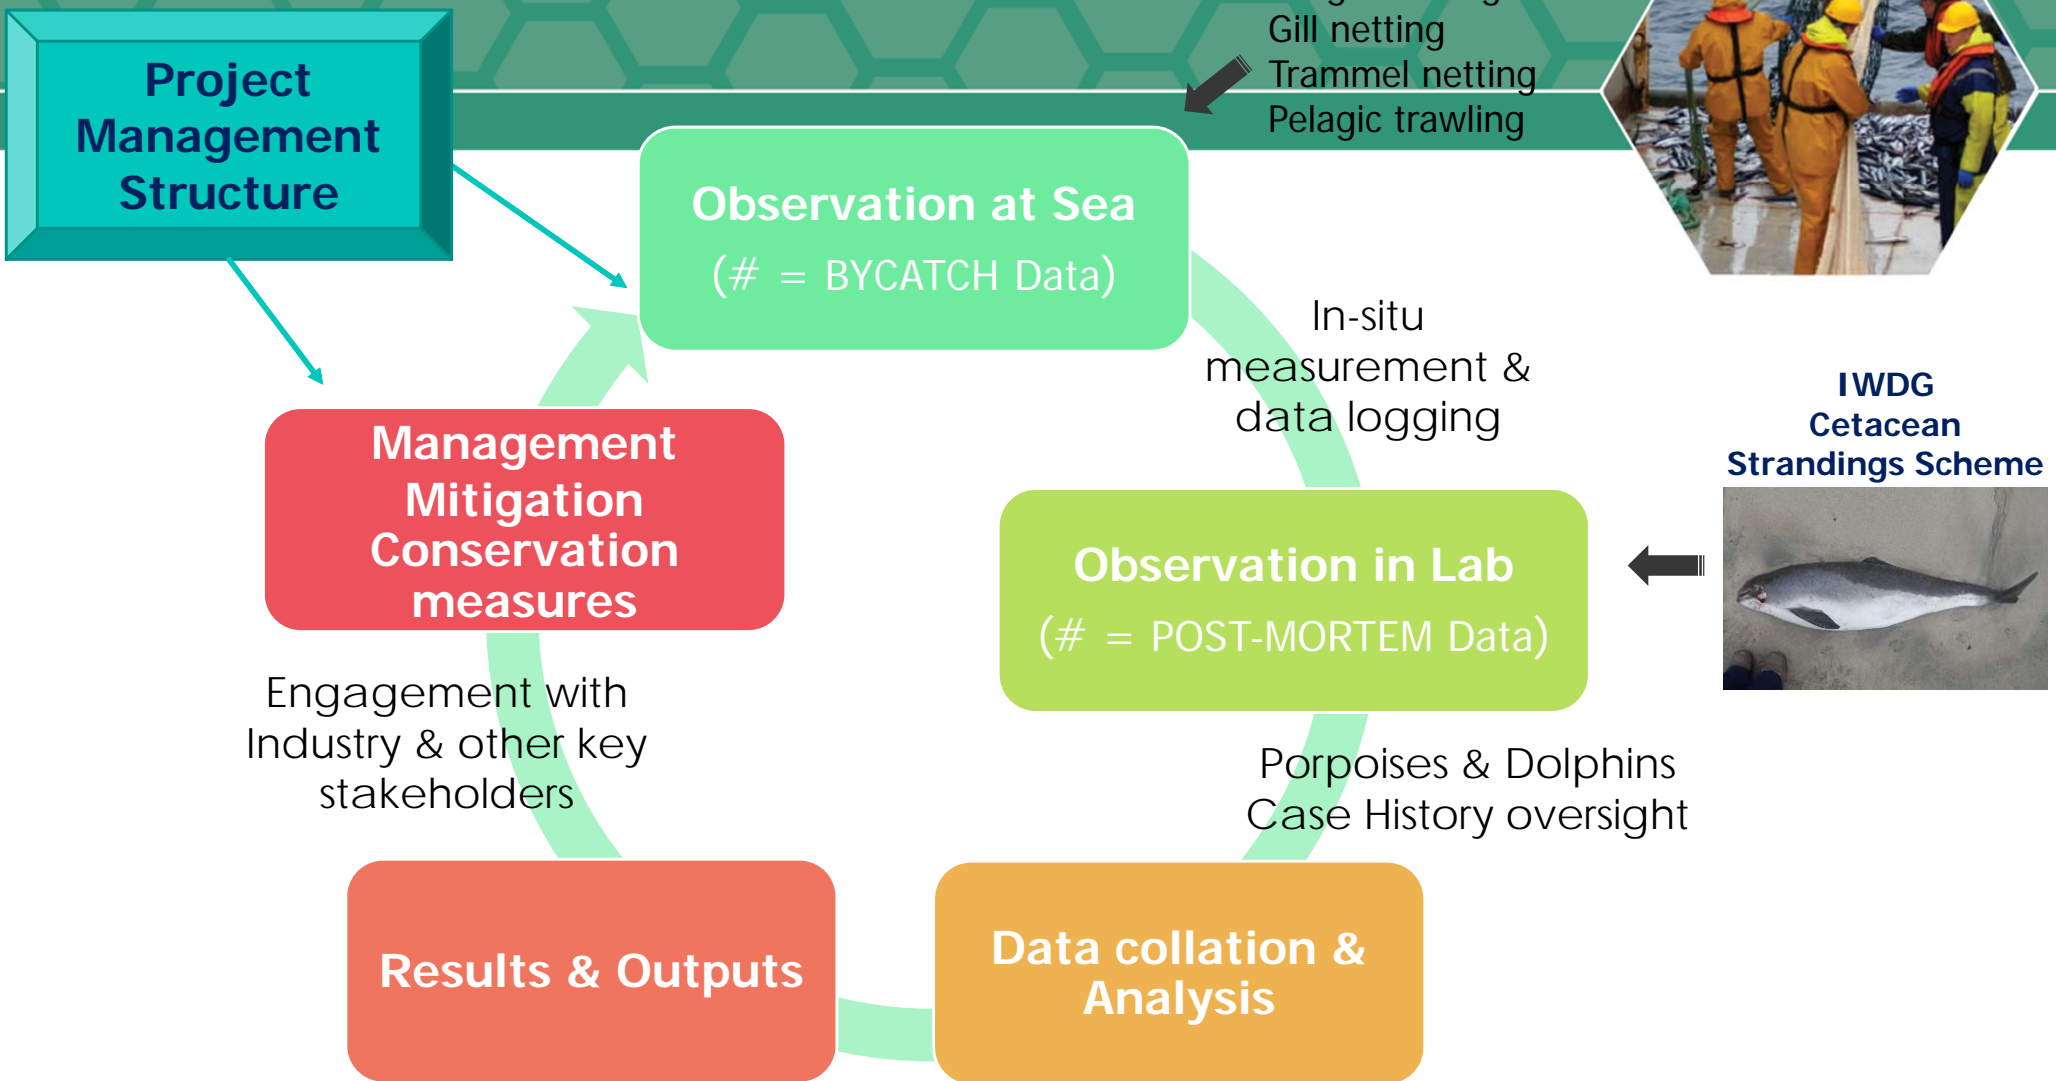 Project
Management
Structure
Gill netting
Trammel netting
Pelagic trawling
Observation at Sea
(# = BYCATCH Data)
In-situ
measurement &
data logging
IWDG
Cetacean
Strandings Scheme
Management
Mitigation
Conservation
measures
Observation in Lab
(# = POST-MORTEM Data)
Engagement with
Industry & other key
stakeholders
Porpoises & Dolphins
Case History oversight
Results & Outputs
Data collation &
Analysis